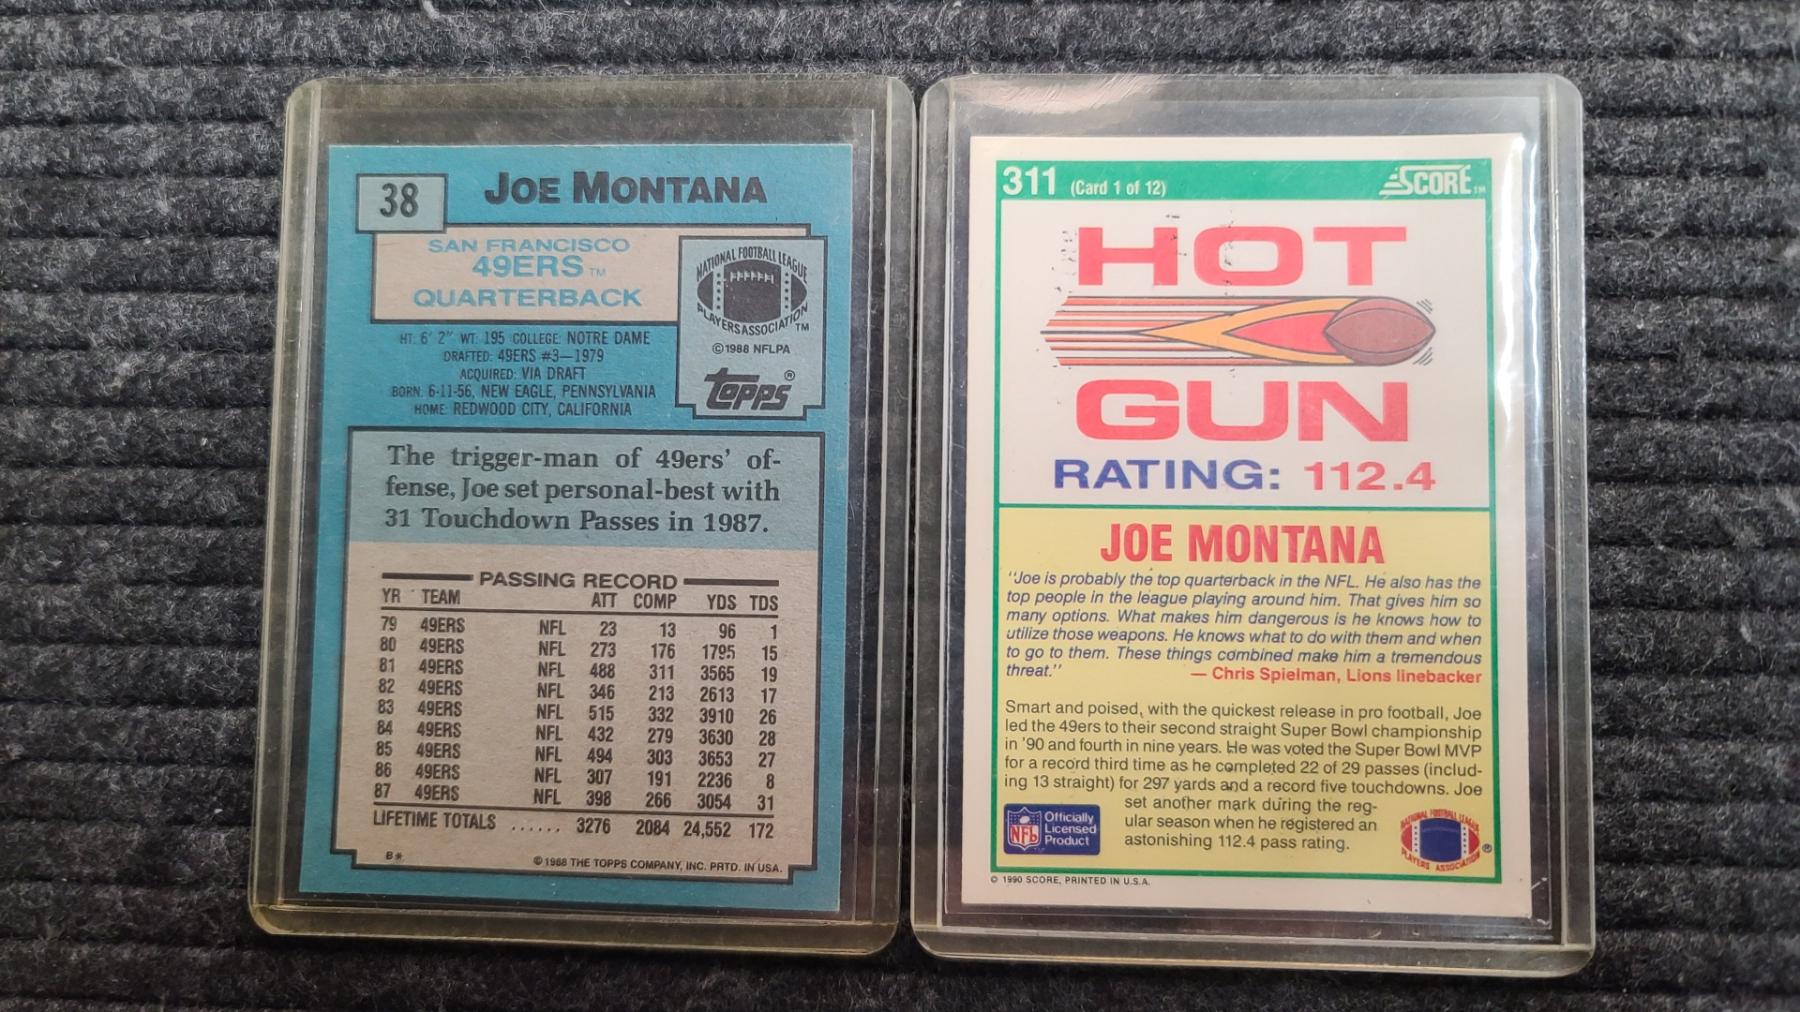 38
JOE MONTANA
SAN FRANCISCO
49ERS TM
QUARTERBACK
NATIONAL FOOTBALL LEAGUE
PLAYERS ASSOCIATION TM
© 1988 NFLPA
topps®
HT: 6' 2" WT: 195 COLLEGE: NOTRE DAME
DRAFTED: 49ERS #3—1979
ACQUIRED: VIA DRAFT
BORN: 6-11-56, NEW EAGLE, PENNSYLVANIA
HOME: REDWOOD CITY, CALIFORNIA
The trigger-man of 49ers' of-
fense, Joe set personal-best with
31 Touchdown Passes in 1987.
PASSING RECORD
YR TEAM ATT COMP YDS TDS
79 49ERS NFL 23 13 96 1
80 49ERS NFL 273 176 1795 15
81 49ERS NFL 488 311 3565 19
82 49ERS NFL 346 213 2613 17
83 49ERS NFL 515 332 3910 26
84 49ERS NFL 432 279 3630 28
85 49ERS NFL 494 303 3653 27
86 49ERS NFL 307 191 2236 8
87 49ERS NFL 398 266 3054 31
LIFETIME TOTALS ...... 3276 2084 24,552 172
B*
© 1988 THE TOPPS COMPANY, INC. PRTD. IN USA.
311 (Card 1 of 12)
SCORE TM
HOT
GUN
RATING: 112.4
JOE MONTANA
"Joe is probably the top quarterback in the NFL. He also has the
top people in the league playing around him. That gives him so
many options. What makes him dangerous is he knows how to
utilize those weapons. He knows what to do with them and when
to go to them. These things combined make him a tremendous
threat."
— Chris Spielman, Lions linebacker
Smart and poised, with the quickest release in pro football, Joe
led the 49ers to their second straight Super Bowl championship
in '90 and fourth in nine years. He was voted the Super Bowl MVP
for a record third time as he completed 22 of 29 passes (includ-
ing 13 straight) for 297 yards and a record five touchdowns. Joe
set another mark during the reg-
ular season when he registered an
astonishing 112.4 pass rating.
NFL
Officially
Licensed
Product
NATIONAL FOOTBALL LEAGUE
PLAYERS ASSOCIATION ®
© 1990 SCORE, PRINTED IN U.S.A.